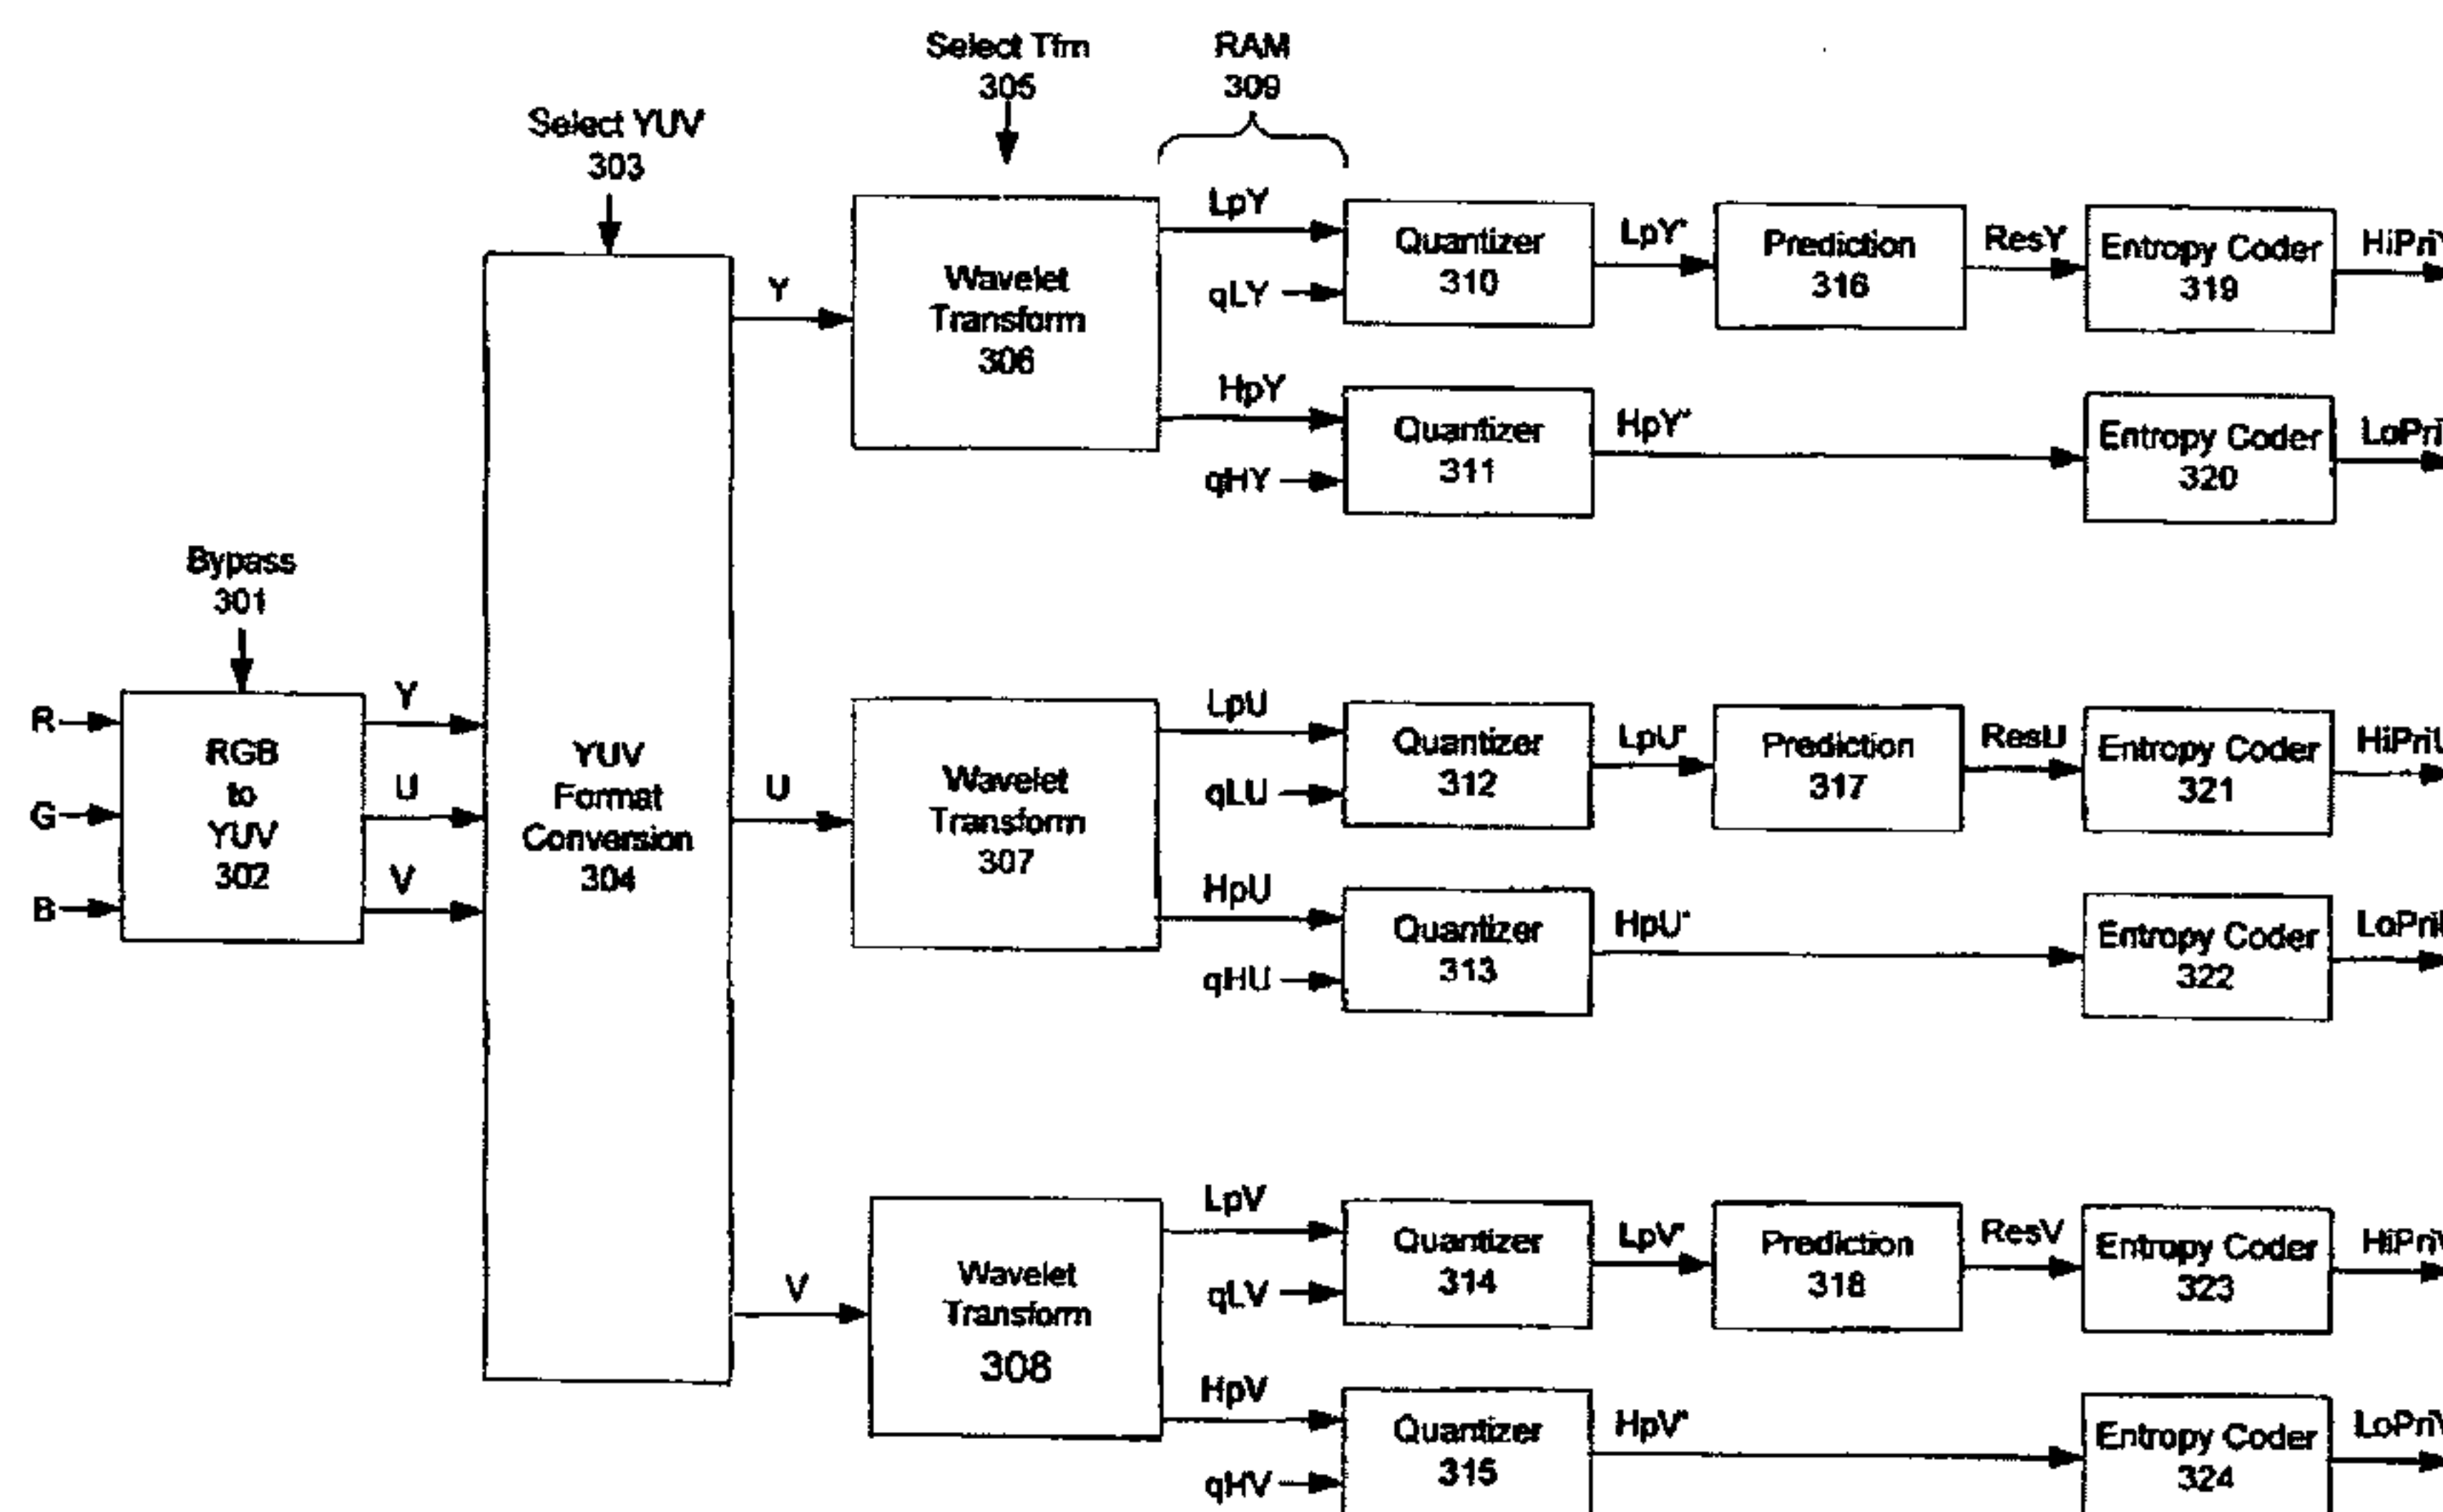 Select Tfm
305
RAM
309
Select YUV
303
LpY
Wavelet
Transform
306
qLY
Quantizer
310
LpY*
Prediction
316
ResY
Entropy Coder
319
HiPriY
Y
HpY
qHY
Quantizer
311
HpY*
Entropy Coder
320
Bypass
301
R
G
B
RGB
to
YUV
302
Y
U
V
YUV
Format
Conversion
304
U
Wavelet
Transform
307
LpU
qLU
Quantizer
312
LpU*
Prediction
317
ResU
Entropy Coder
321
HiPriU
HpU
qHU
Quantizer
313
HpU*
Entropy Coder
322
V
Wavelet
Transform
308
LpV
qLV
Quantizer
314
LpV*
Prediction
318
ResV
Entropy Coder
323
HiPriV
HpV
qHV
Quantizer
315
HpV*
Entropy Coder
324
LoPriV